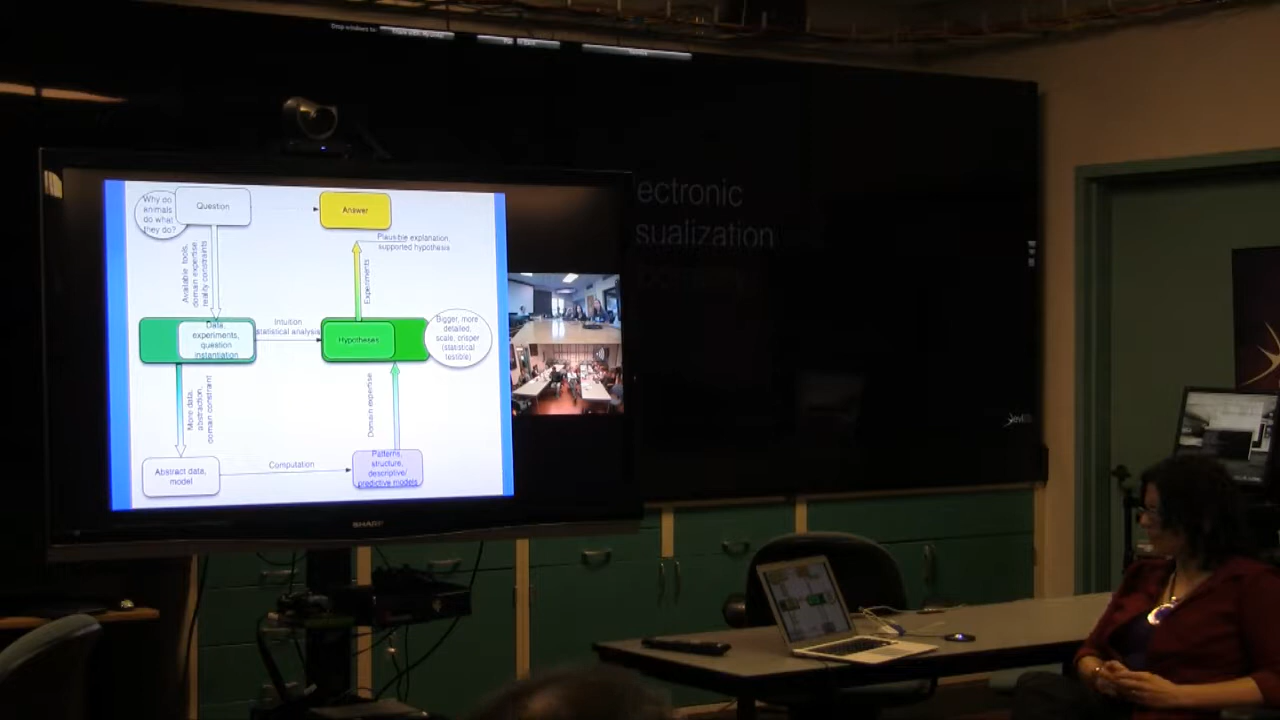 Why do
animals
do what
they do?
Question
Answer
Available tools,
domain expertise,
reality constraints
Plausible explanation,
supported hypothesis
Experiments
Data,
experiments,
question
instantiation
Intuition
statistical analysis
Hypotheses
Bigger, more
detailed,
scale, crisper
(statistical
testible)
More data,
abstraction,
domain constraint
Domain expertise
Abstract data,
model
Computation
Patterns,
structure,
descriptive/
predictive models
SHARP
ectronic
sualization